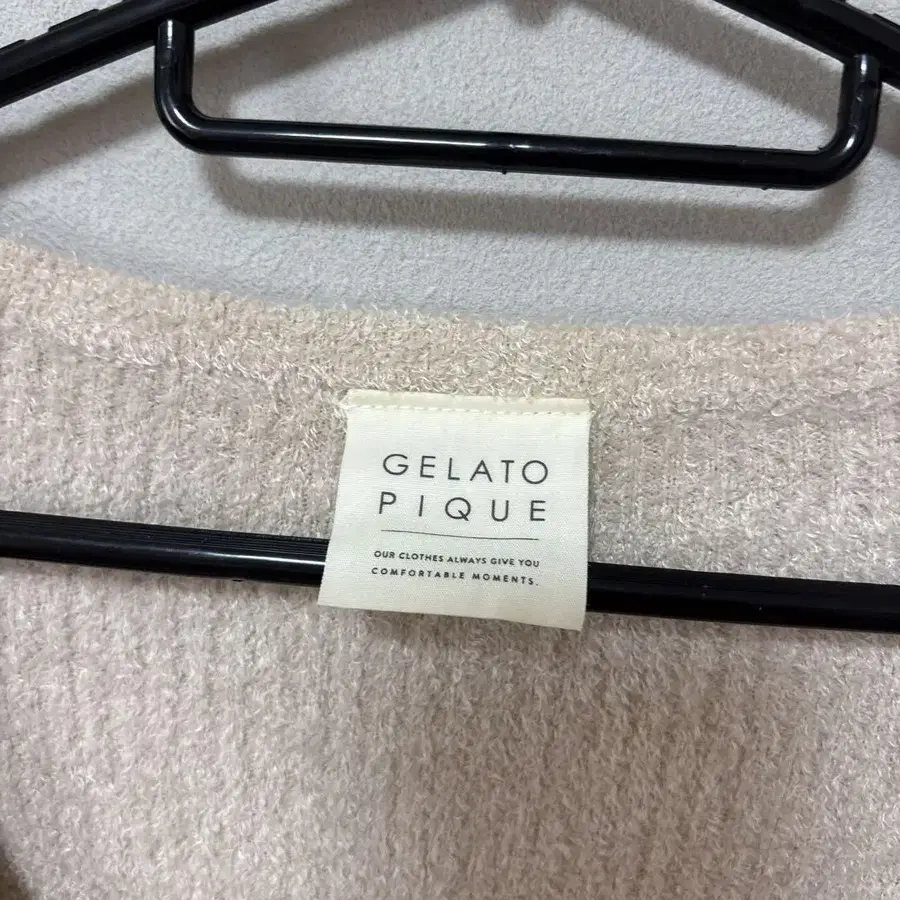 GELATO
PIQUE
OUR CLOTHES ALWAYS GIVE YOU
COMFORTABLE MOMENTS.